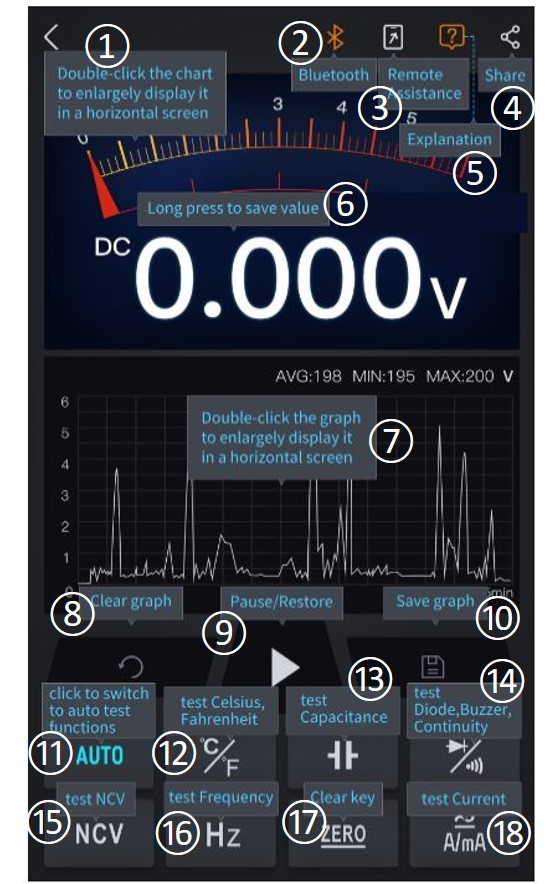 ①
②
Double-click the chart
to enlargely display it
in a horizontal screen
Bluetooth
Remote
Assistance
Share
③
④
Explanation
⑤
0
3
4
5
Long press to save value
⑥
DC
0.000 V
AVG:198 MIN:195 MAX:200 V
6
5
4
3
2
1
0
Double-click the graph
to enlargely display it
in a horizontal screen
⑦
⑧
Clear graph
Pause/Restore
Save graph
min
⑨
⑩
click to switch
to auto test
functions
⑪
AUTO
test Celsius,
Fahrenheit
⑫
°C/°F
⑬
test
Capacitance
⑭
test
Diode,Buzzer,
Continuity
test NCV
⑮
NCV
test Frequency
⑯
Hz
Clear key
⑰
ZERO
test Current
A/mA
⑱